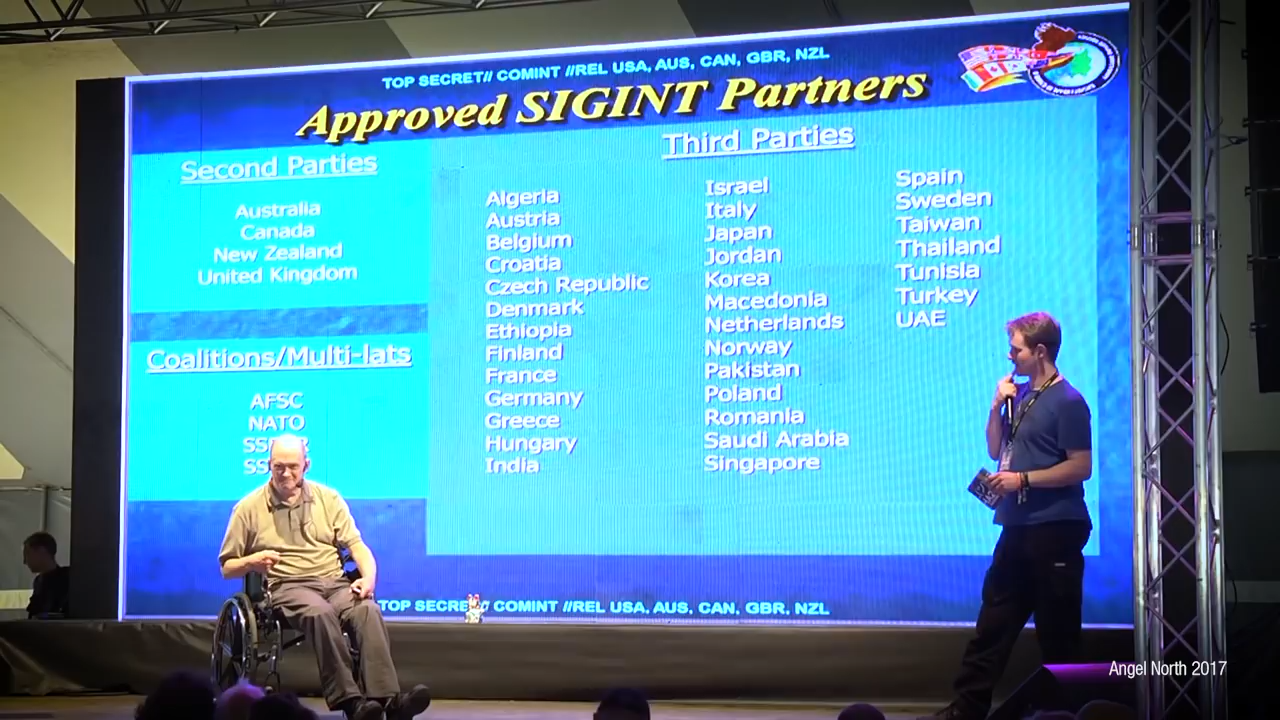 TOP SECRET// COMINT //REL USA, AUS, CAN, GBR, NZL
Approved SIGINT Partners
Second Parties
Australia
Canada
New Zealand
United Kingdom
Coalitions/Multi-lats
AFSC
NATO
Third Parties
Algeria
Austria
Belgium
Croatia
Czech Republic
Denmark
Ethiopia
Finland
France
Germany
Greece
Hungary
India
Israel
Italy
Japan
Jordan
Korea
Macedonia
Netherlands
Norway
Pakistan
Poland
Romania
Saudi Arabia
Singapore
Spain
Sweden
Taiwan
Thailand
Tunisia
Turkey
UAE
TOP SECRET// COMINT //REL USA, AUS, CAN, GBR, NZL
Angel North 2017